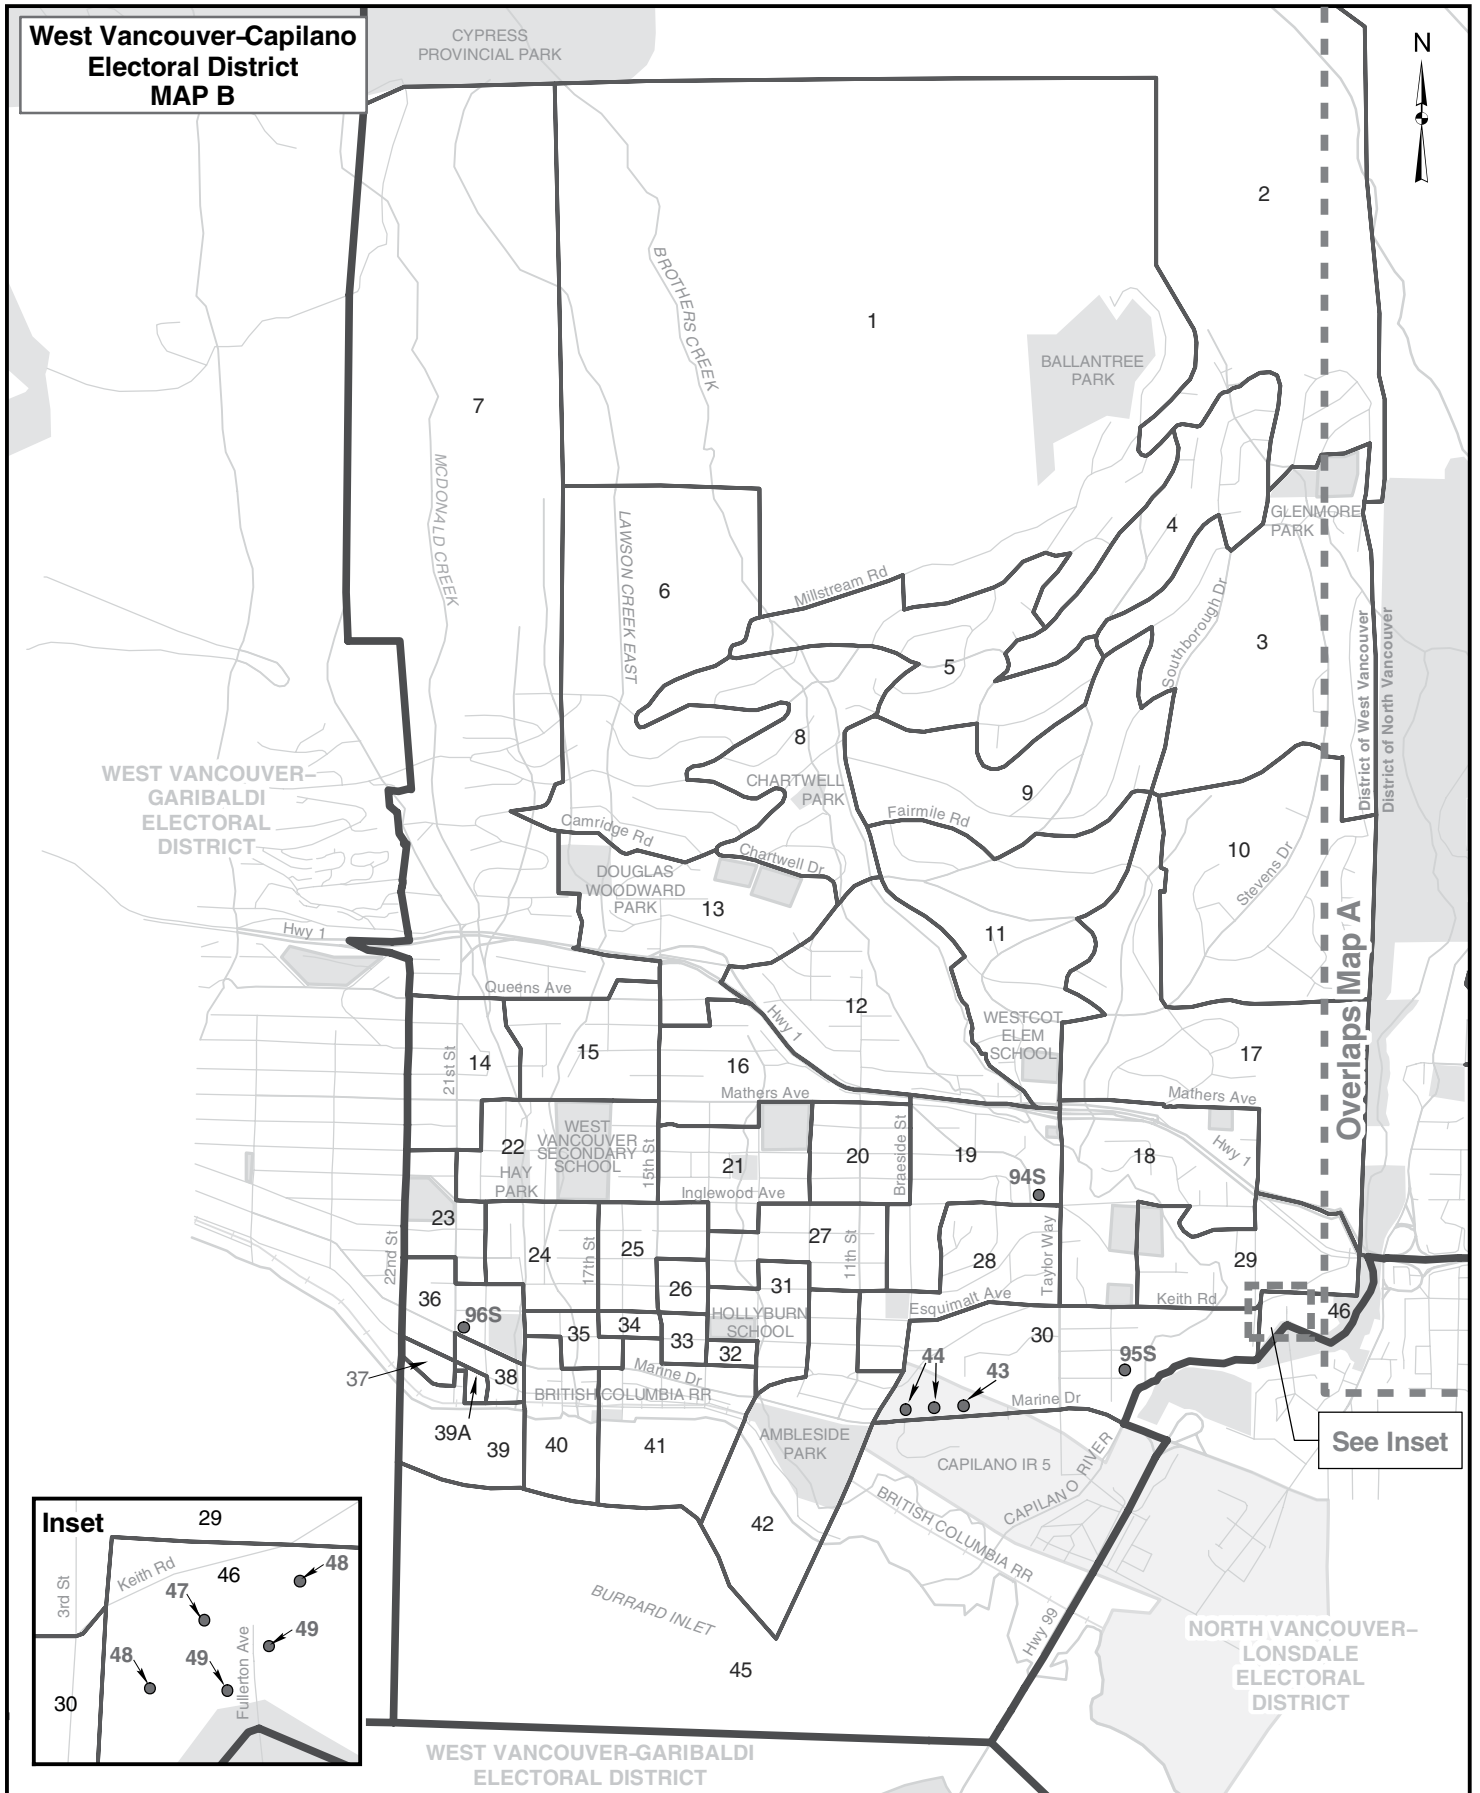 West Vancouver-Capilano
Electoral District
MAP B
CYPRESS
PROVINCIAL PARK
N
2
BROTHERS CREEK
1
BALLANTREE
PARK
7
MCDONALD CREEK
LAWSON CREEK EAST
4
GLENMORE
PARK
6
Millstream Rd
Southborough Dr
3
5
District of West Vancouver
District of North Vancouver
8
WEST VANCOUVER-
GARIBALDI
ELECTORAL
DISTRICT
CHARTWELL
PARK
9
Fairmile Rd
Camridge Rd
Chartwell Dr
10
Stevens Dr
DOUGLAS
WOODWARD
PARK
13
Hwy 1
11
Overlaps Map A
Queens Ave
12
Hwy 1
WESTCOT
ELEM
SCHOOL
14
21st St
15
16
17
Mathers Ave
Mathers Ave
22
WEST
VANCOUVER
SECONDARY
SCHOOL
HAY
PARK
15th St
21
20
Braeside St
19
18
Hwy 1
Inglewood Ave
94S
23
22nd St
24
17th St
25
27
11th St
28
Taylor Way
29
26
31
36
96S
HOLLYBURN
SCHOOL
Esquimalt Ave
Keith Rd
46
35
34
33
32
30
37
38
Marine Dr
44
43
95S
BRITISH COLUMBIA RR
Marine Dr
39A
39
40
41
AMBLESIDE
PARK
CAPILANO IR 5
CAPILANO RIVER
See Inset
BRITISH COLUMBIA RR
42
BURRARD INLET
Hwy 99
45
NORTH VANCOUVER-
LONSDALE
ELECTORAL
DISTRICT
Inset
29
3rd St
Keith Rd
46
48
47
49
48
49
Fullerton Ave
30
WEST VANCOUVER-GARIBALDI
ELECTORAL DISTRICT